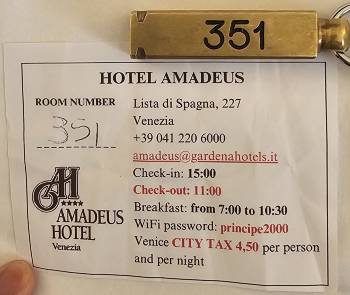 351
HOTEL AMADEUS
ROOM NUMBER
351
Lista di Spagna, 227
Venezia
+39 041 220 6000
amadeus@gardenahotels.it
Check-in: 15:00
Check-out: 11:00
Breakfast: from 7:00 to 10:30
WiFi password: principe2000
Venice CITY TAX 4,50 per person
and per night
AH
****
AMADEUS
HOTEL
Venezia